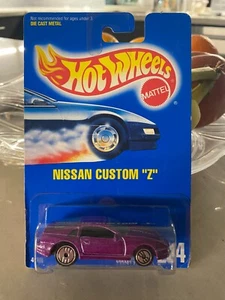 Not recommended for ages under 3.
DIE CAST METAL
HOT WHEELS
MATTEL
NISSAN CUSTOM "Z"